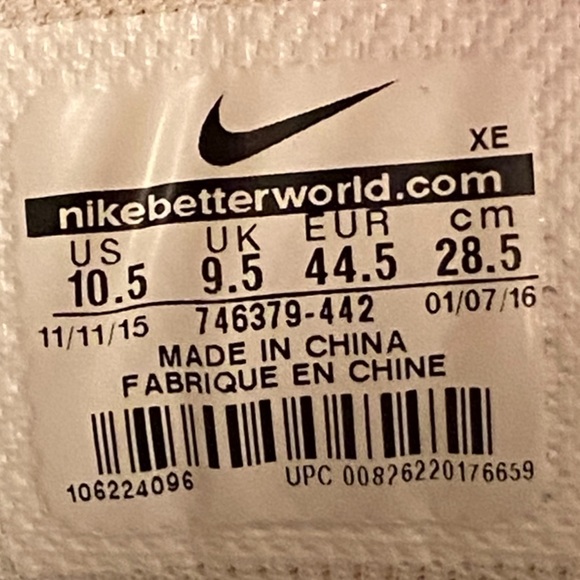 XE
nikebetterworld.com
US UK EUR cm
10.5 9.5 44.5 28.5
11/11/15 746379-442 01/07/16
MADE IN CHINA
FABRIQUE EN CHINE
106224096 UPC 00826220176659